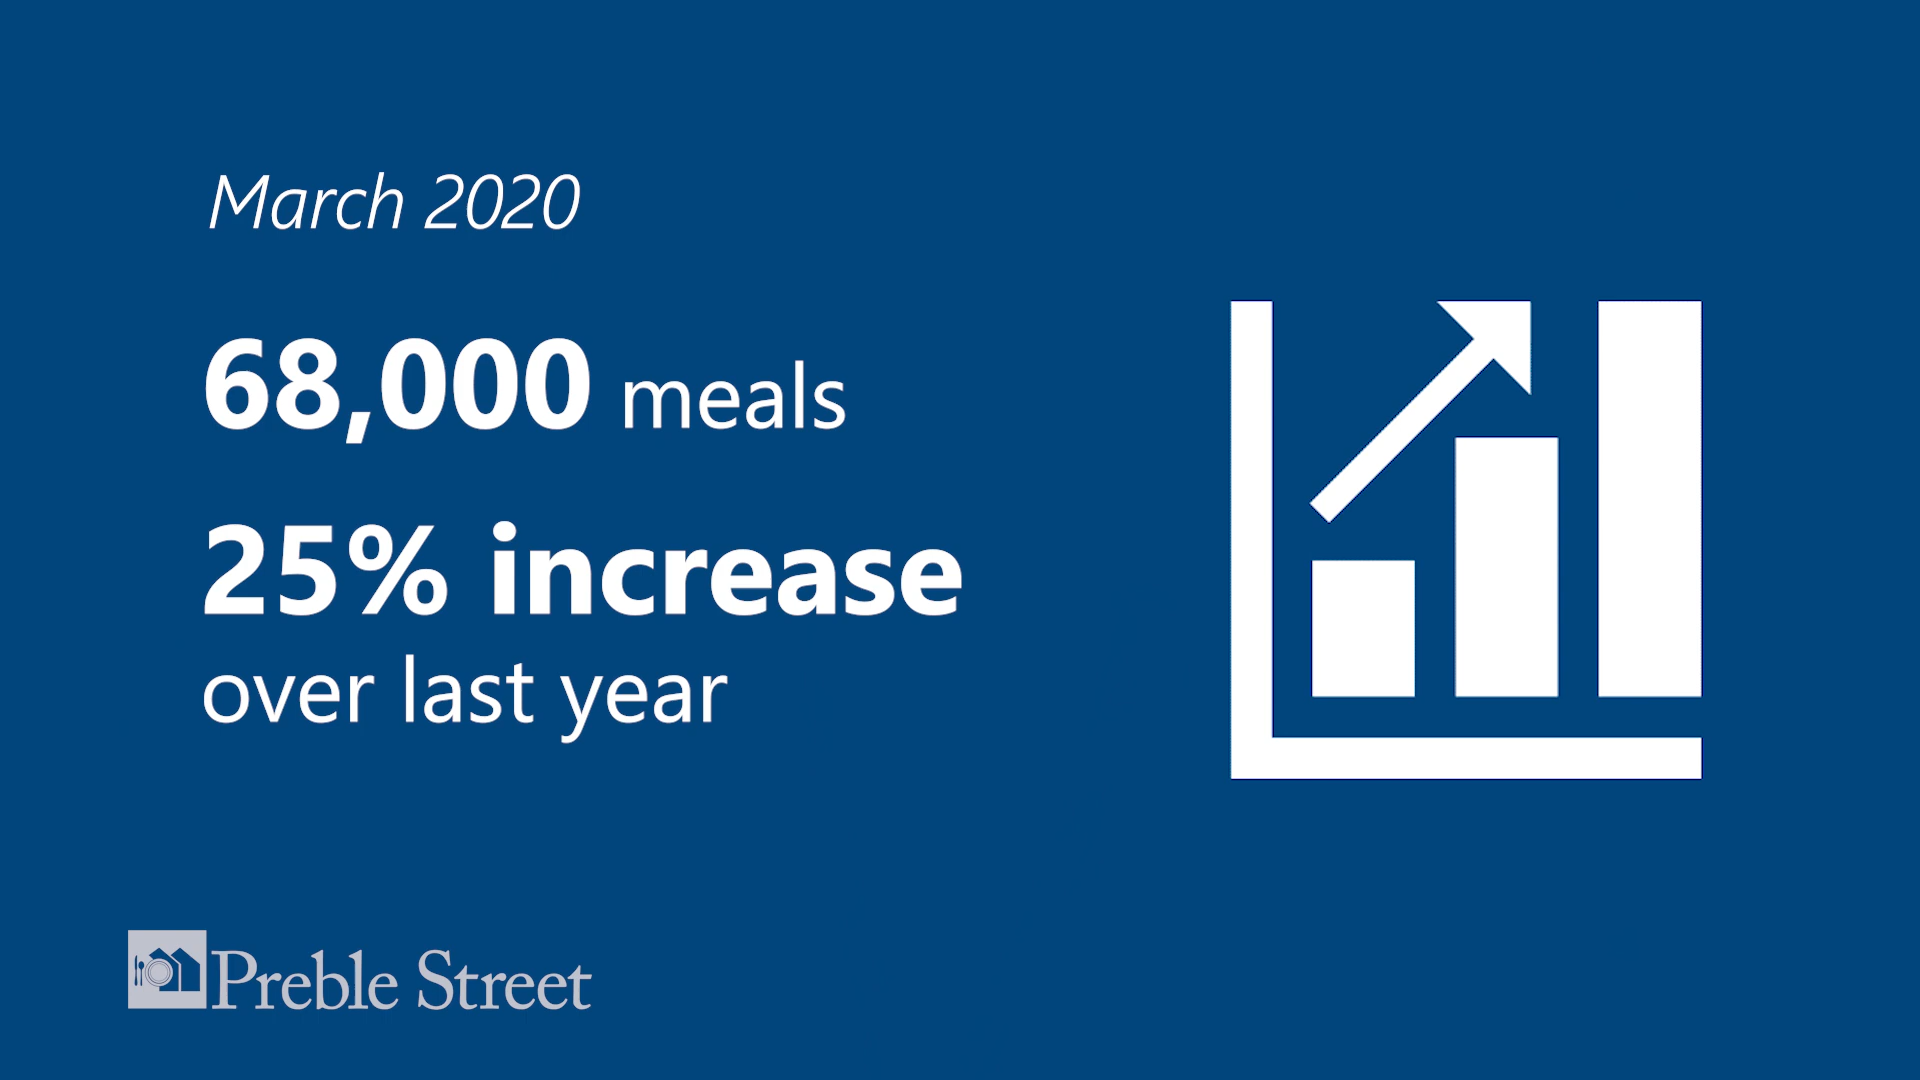 March 2020
68,000 meals
25% increase
over last year
Preble Street